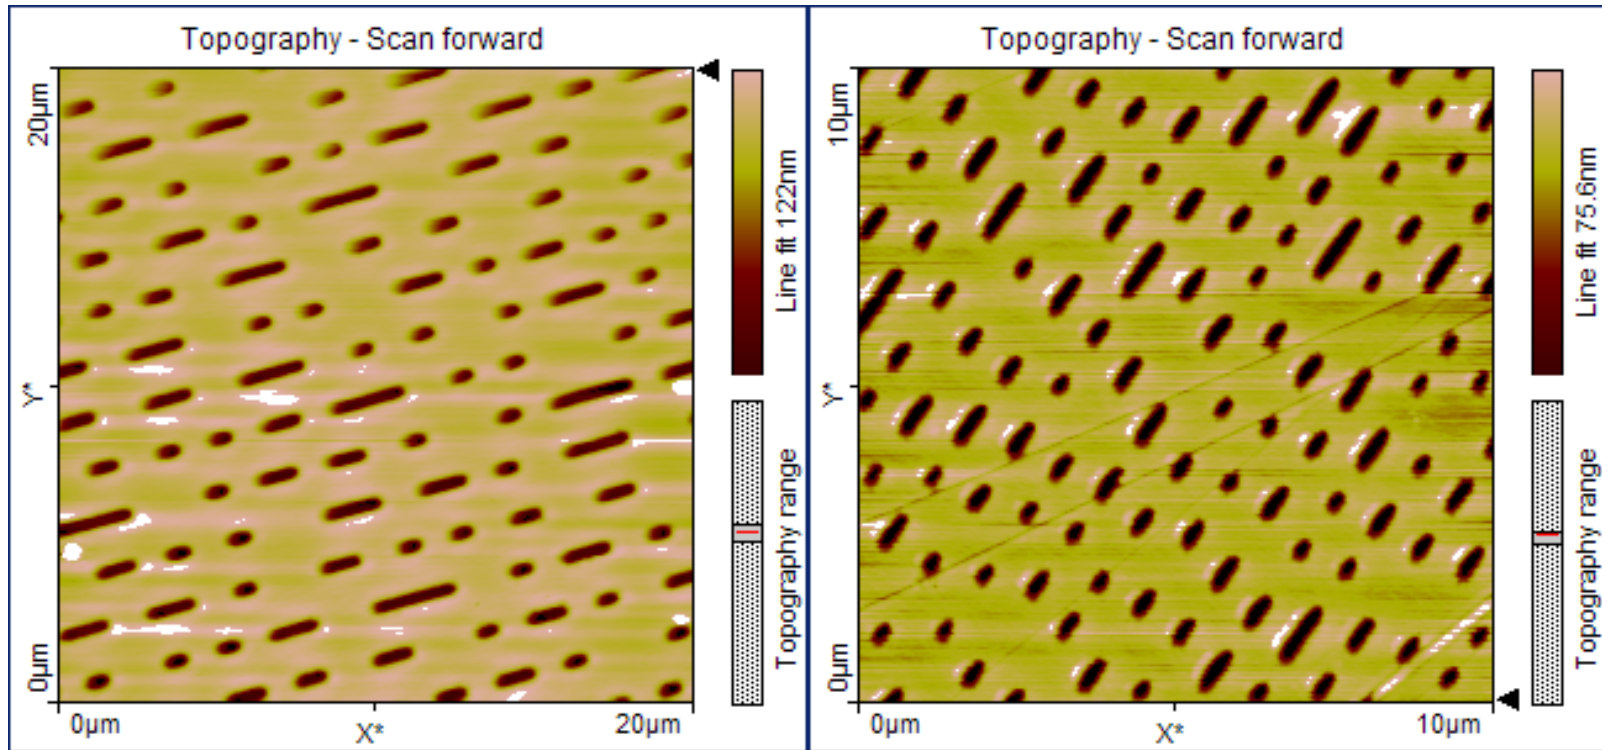 Topography - Scan forward
20µm
Y*
0µm
0µm
X*
20µm
Line fit 122nm
Topography range
Topography - Scan forward
10µm
Y*
0µm
0µm
X*
10µm
Line fit 75.6nm
Topography range